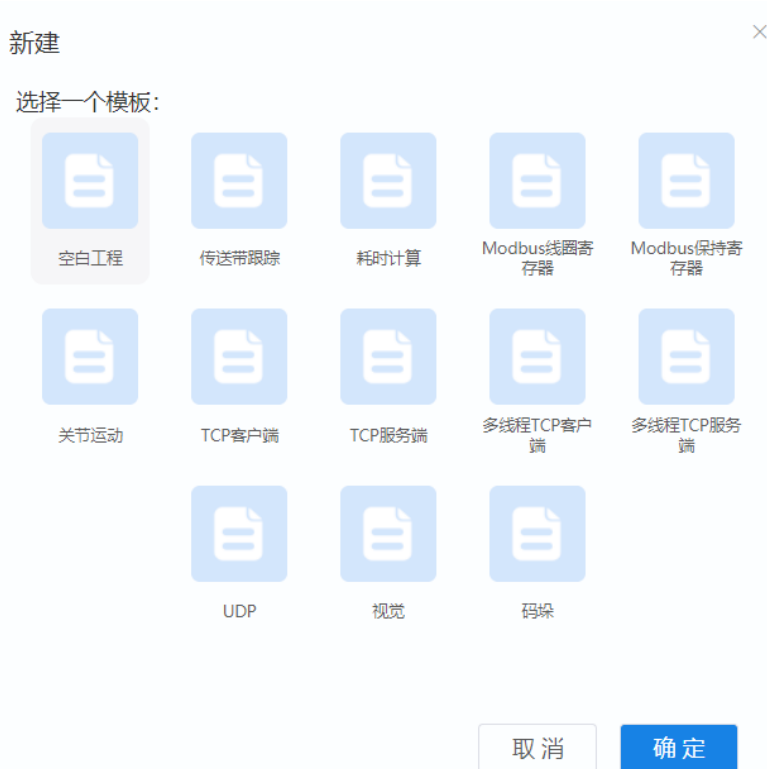 新建
选择一个模板：
空白工程
传送带跟踪
耗时计算
Modbus线圈寄
存器
Modbus保持寄
存器
关节运动
TCP客户端
TCP服务端
多线程TCP客户
端
多线程TCP服务
端
UDP
视觉
码垛
取消
确定